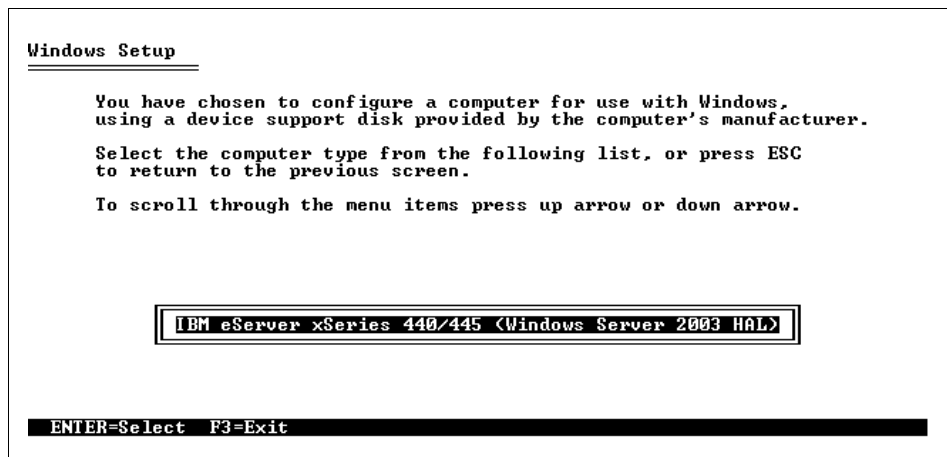 Windows Setup
You have chosen to configure a computer for use with Windows,
using a device support disk provided by the computer's manufacturer.
Select the computer type from the following list, or press ESC
to return to the previous screen.
To scroll through the menu items press up arrow or down arrow.
IBM eServer xSeries 440/445 (Windows Server 2003 HAL)
ENTER=Select F3=Exit